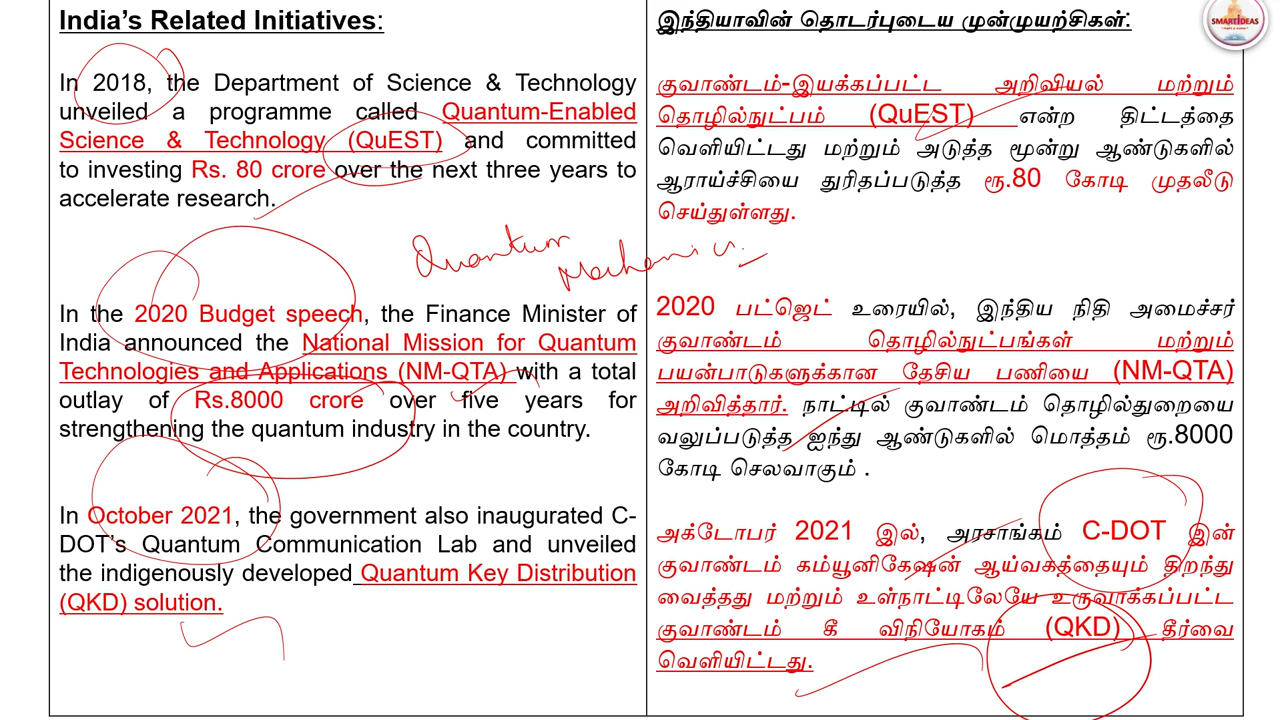 India's Related Initiatives:
In 2018, the Department of Science & Technology
unveiled a programme called Quantum-Enabled
Science & Technology (QuEST) and committed
to investing Rs. 80 crore over the next three years to
accelerate research.
Quantum
Mechanics
In the 2020 Budget speech, the Finance Minister of
India announced the National Mission for Quantum
Technologies and Applications (NM-QTA) with a total
outlay of Rs.8000 crore over five years for
strengthening the quantum industry in the country.
In October 2021, the government also inaugurated C-
DOT's Quantum Communication Lab and unveiled
the indigenously developed Quantum Key Distribution
(QKD) solution.
இந்தியாவின் தொடர்புடைய முன்முயற்சிகள்:
குவாண்டம்-இயக்கப்பட்ட அறிவியல் மற்றும்
தொழில்நுட்பம் (QuEST) என்ற திட்டத்தை
வெளியிட்டது மற்றும் அடுத்த மூன்று ஆண்டுகளில்
ஆராய்ச்சியை துரிதப்படுத்த ரூ.80 கோடி முதலீடு
செய்துள்ளது.
2020 பட்ஜெட் உரையில், இந்திய நிதி அமைச்சர்
குவாண்டம் தொழில்நுட்பங்கள் மற்றும்
பயன்பாடுகளுக்கான தேசிய பணியை (NM-QTA)
அறிவித்தார். நாட்டில் குவாண்டம் தொழில்துறையை
வலுப்படுத்த ஐந்து ஆண்டுகளில் மொத்தம் ரூ.8000
கோடி செலவாகும் .
அக்டோபர் 2021 இல், அரசாங்கம் C-DOT இன்
குவாண்டம் கம்யூனிகேஷன் ஆய்வகத்தையும் திறந்து
வைத்தது மற்றும் உள்நாட்டிலேயே உருவாக்கப்பட்ட
குவாண்டம் கீ விநியோகம் (QKD) தீர்வை
வெளியிட்டது.
SMART IDEAS